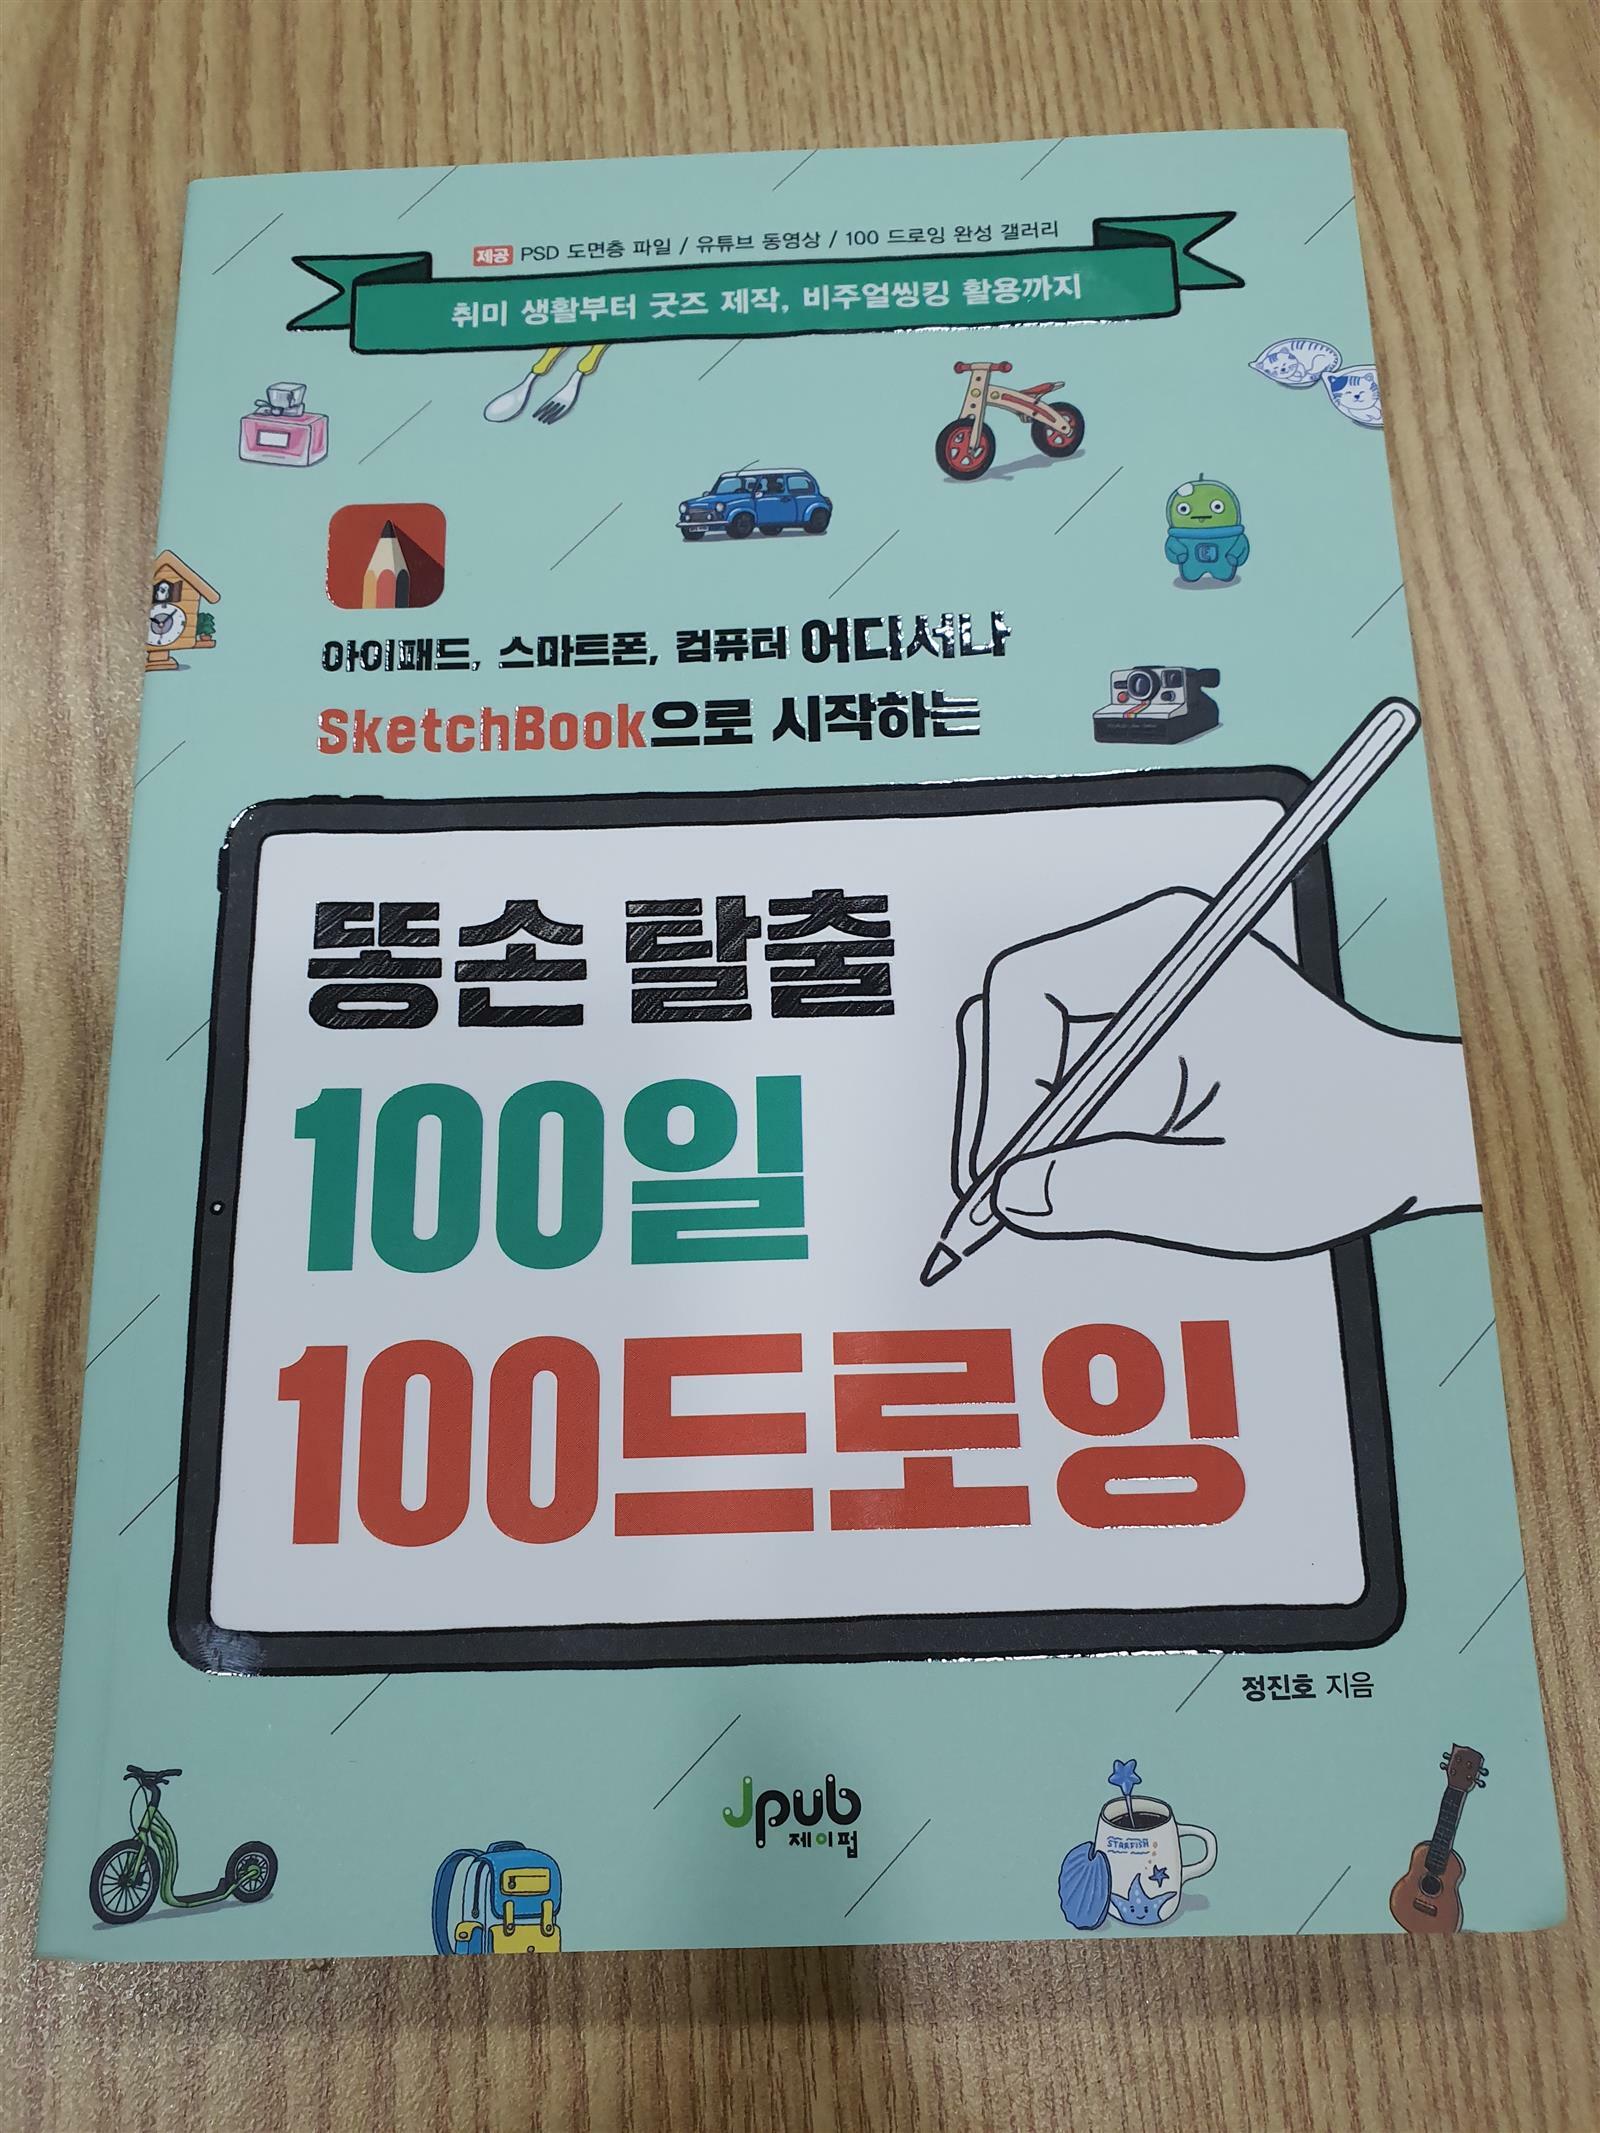 제공 PSD 도면층 파일 / 유튜브 동영상 / 100 드로잉 완성 갤러리
취미 생활부터 굿즈 제작, 비주얼씽킹 활용까지
아이패드, 스마트폰, 컴퓨터 어디서나
SketchBook으로 시작하는
똥손 탈출
100일
100드로잉
정진호 지음
Jpub
제이펍
STARFISH